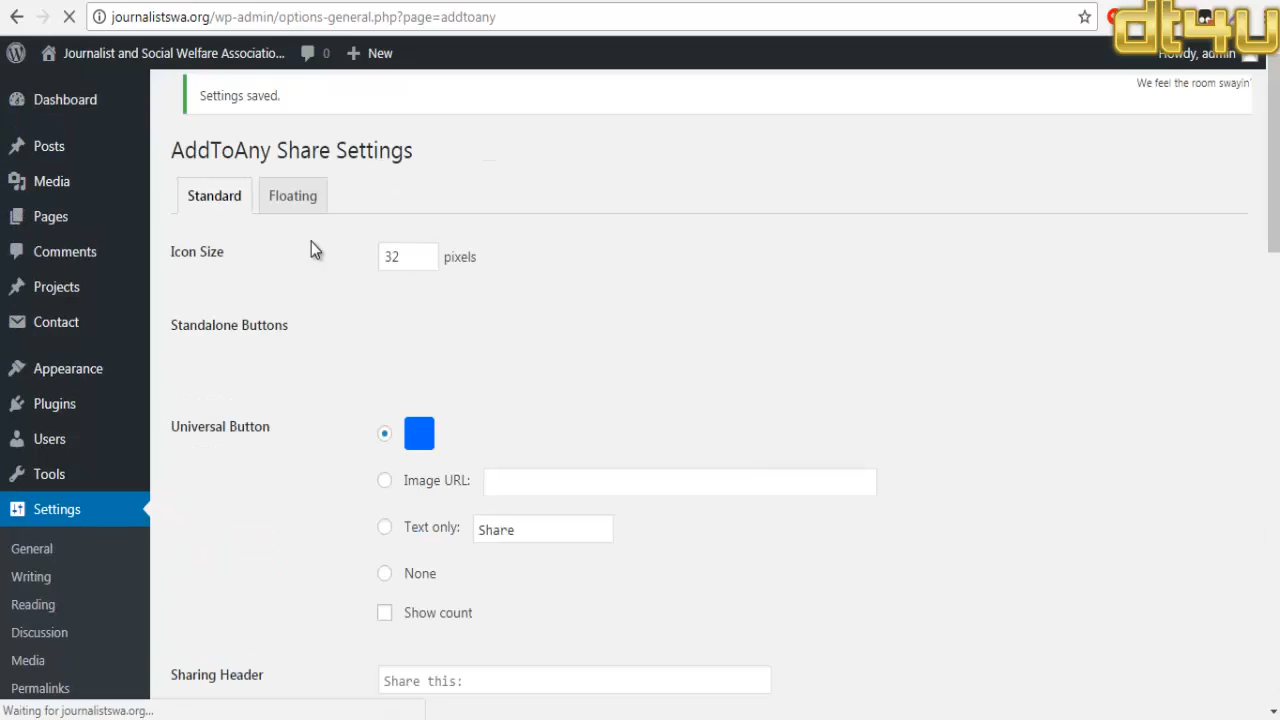 journalistswa.org/wp-admin/options-general.php?page=addtoany
dt4u
Journalist and Social Welfare Associatio...
0
New
Howdy, admin
We feel the room swayin'
Settings saved.
Dashboard
Posts
Media
Pages
Comments
Projects
Contact
Appearance
Plugins
Users
Tools
Settings
General
Writing
Reading
Discussion
Media
Permalinks
AddToAny Share Settings
Standard
Floating
Icon Size
32 pixels
Standalone Buttons
Universal Button
Image URL:
Text only: Share
None
Show count
Sharing Header
Share this:
Waiting for journalistswa.org...